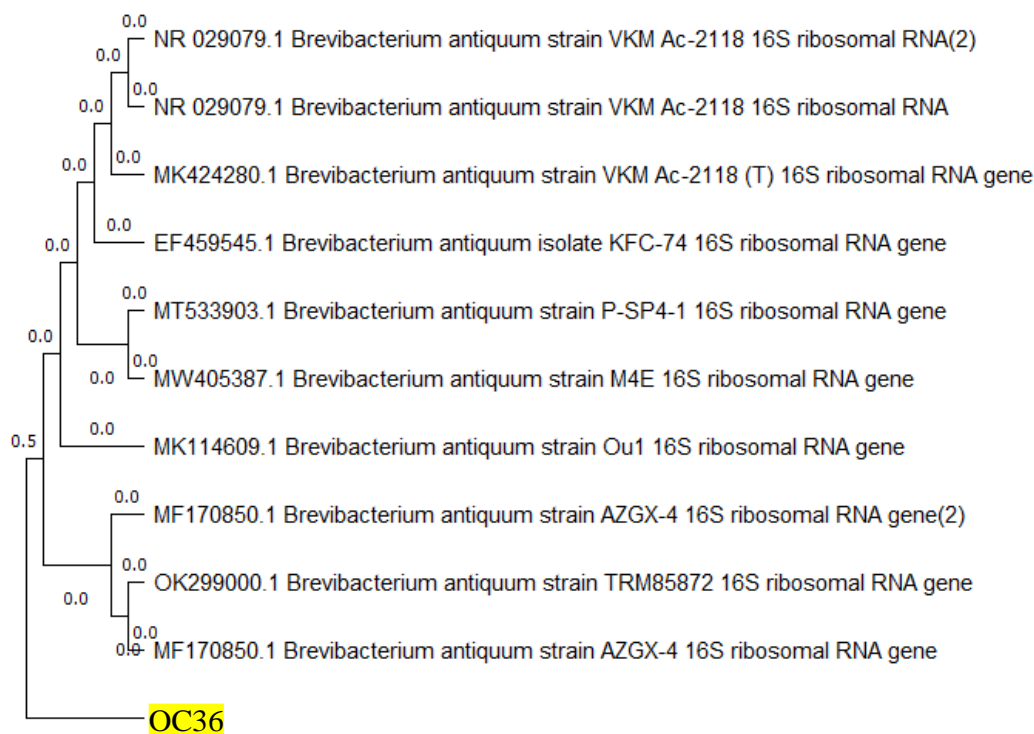 0.0
NR 029079.1 Brevibacterium antiquum strain VKM Ac-2118 16S ribosomal RNA(2)
0.0
0.0
NR 029079.1 Brevibacterium antiquum strain VKM Ac-2118 16S ribosomal RNA
0.0
0.0
0.0
MK424280.1 Brevibacterium antiquum strain VKM Ac-2118 (T) 16S ribosomal RNA gene
0.0
0.0
EF459545.1 Brevibacterium antiquum isolate KFC-74 16S ribosomal RNA gene
0.0
MT533903.1 Brevibacterium antiquum strain P-SP4-1 16S ribosomal RNA gene
0.0
0.0
0.0
MW405387.1 Brevibacterium antiquum strain M4E 16S ribosomal RNA gene
0.5
0.0
MK114609.1 Brevibacterium antiquum strain Ou1 16S ribosomal RNA gene
0.0
MF170850.1 Brevibacterium antiquum strain AZGX-4 16S ribosomal RNA gene(2)
0.0
OK299000.1 Brevibacterium antiquum strain TRM85872 16S ribosomal RNA gene
0.0
0.0
0.0
MF170850.1 Brevibacterium antiquum strain AZGX-4 16S ribosomal RNA gene
OC36